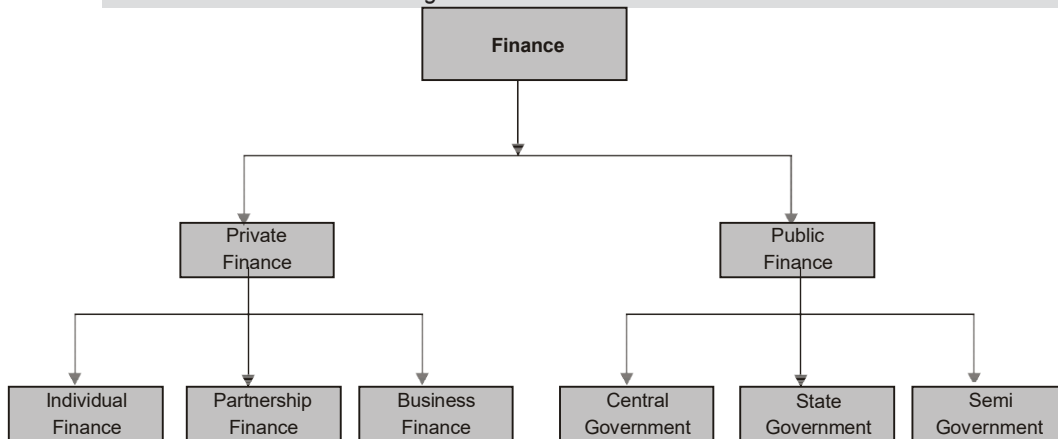 Finance
Private
Finance
Public
Finance
Individual
Finance
Partnership
Finance
Business
Finance
Central
Government
State
Government
Semi
Government